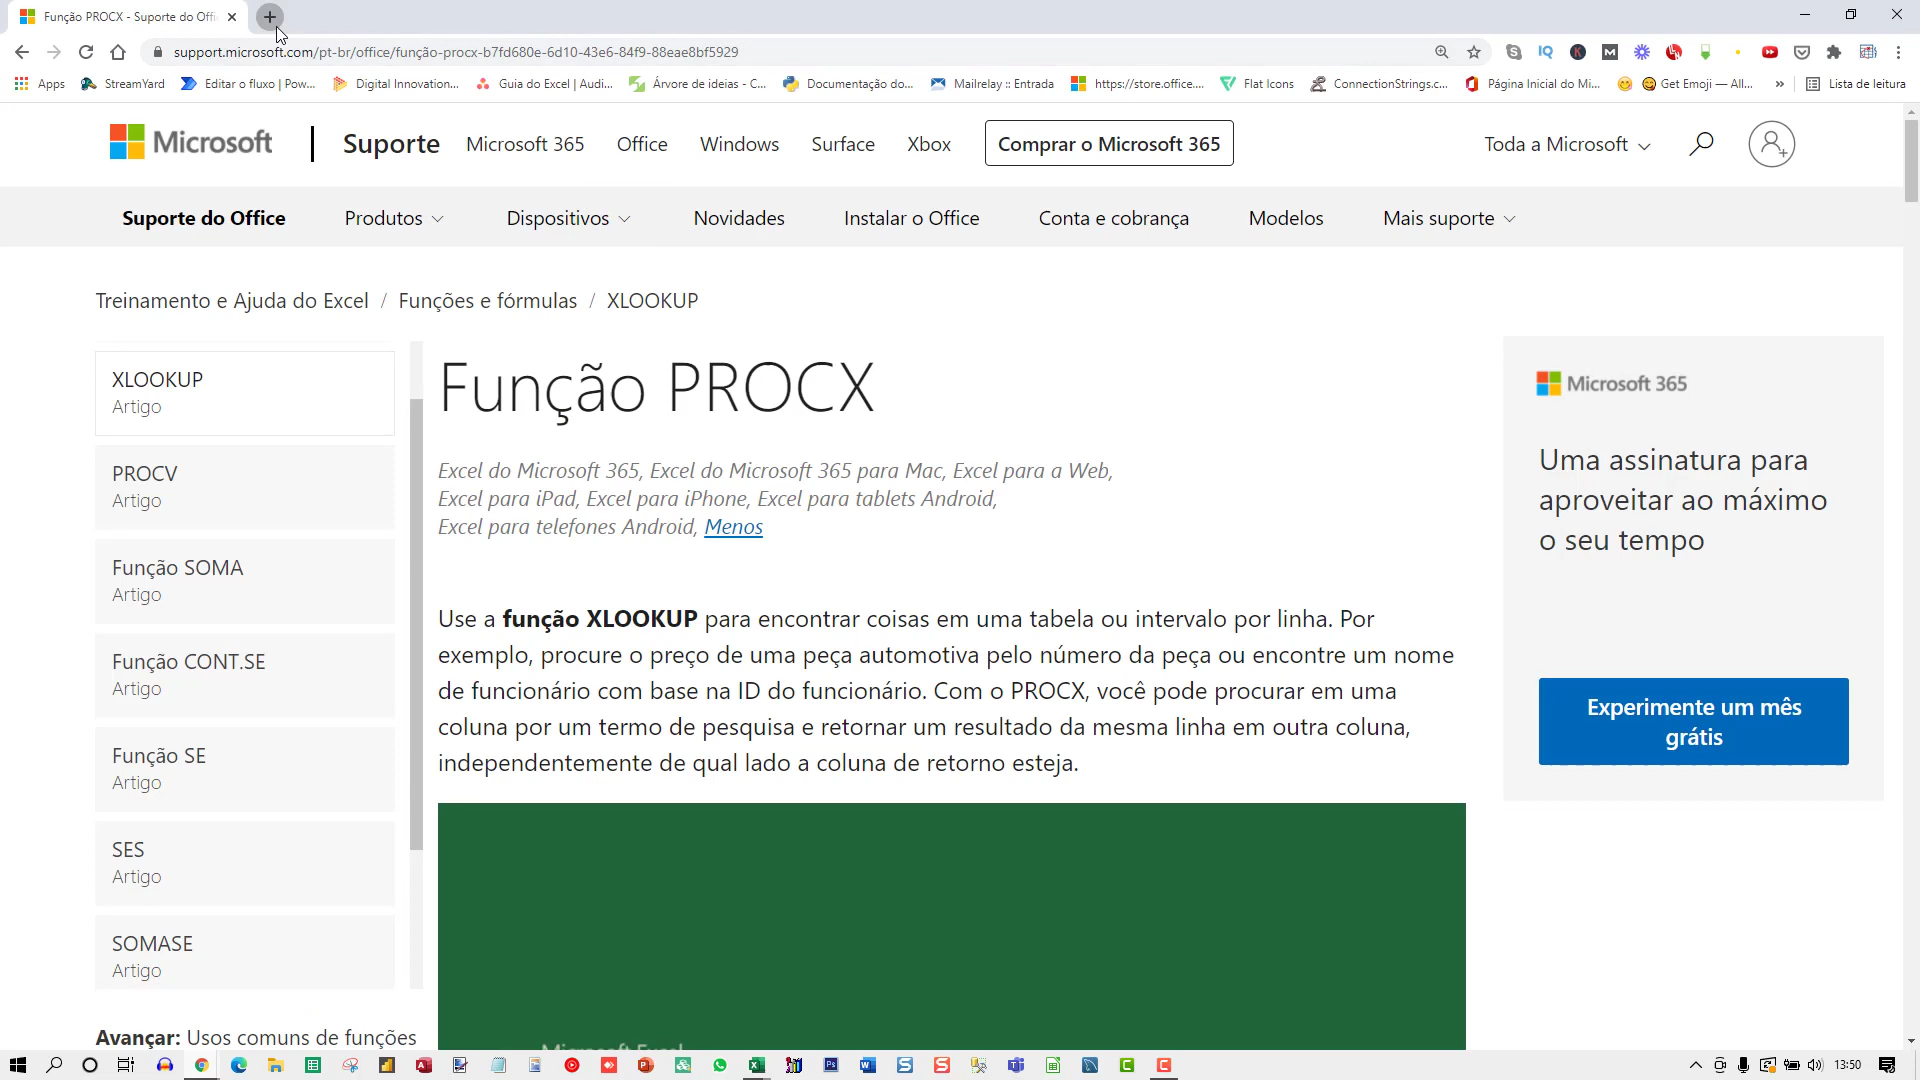 Função PROCX - Suporte do Offi
support.microsoft.com/pt-br/office/função-procx-b7fd680e-6d10-43e6-84f9-88eae8bf5929
Apps
StreamYard
Editar o fluxo | Pow...
Digital Innovation...
Guia do Excel | Audi...
Árvore de ideias - C...
Documentação do...
Mailrelay :: Entrada
https://store.office....
Flat Icons
ConnectionStrings.c...
Página Inicial do Mi...
Get Emoji — All...
»
Lista de leitura
Microsoft
Suporte
Microsoft 365
Office
Windows
Surface
Xbox
Comprar o Microsoft 365
Toda a Microsoft
Suporte do Office
Produtos
Dispositivos
Novidades
Instalar o Office
Conta e cobrança
Modelos
Mais suporte
Treinamento e Ajuda do Excel / Funções e fórmulas / XLOOKUP
XLOOKUP
Artigo
PROCV
Artigo
Função SOMA
Artigo
Função CONT.SE
Artigo
Função SE
Artigo
SES
Artigo
SOMASE
Artigo
Avançar: Usos comuns de funções
Função PROCX
Excel do Microsoft 365, Excel do Microsoft 365 para Mac, Excel para a Web,
Excel para iPad, Excel para iPhone, Excel para tablets Android,
Excel para telefones Android, Menos
Use a função XLOOKUP para encontrar coisas em uma tabela ou intervalo por linha. Por
exemplo, procure o preço de uma peça automotiva pelo número da peça ou encontre um nome
de funcionário com base na ID do funcionário. Com o PROCX, você pode procurar em uma
coluna por um termo de pesquisa e retornar um resultado da mesma linha em outra coluna,
independentemente de qual lado a coluna de retorno esteja.
Microsoft Excel
Microsoft 365
Uma assinatura para
aproveitar ao máximo
o seu tempo
Experimente um mês
grátis
13:50